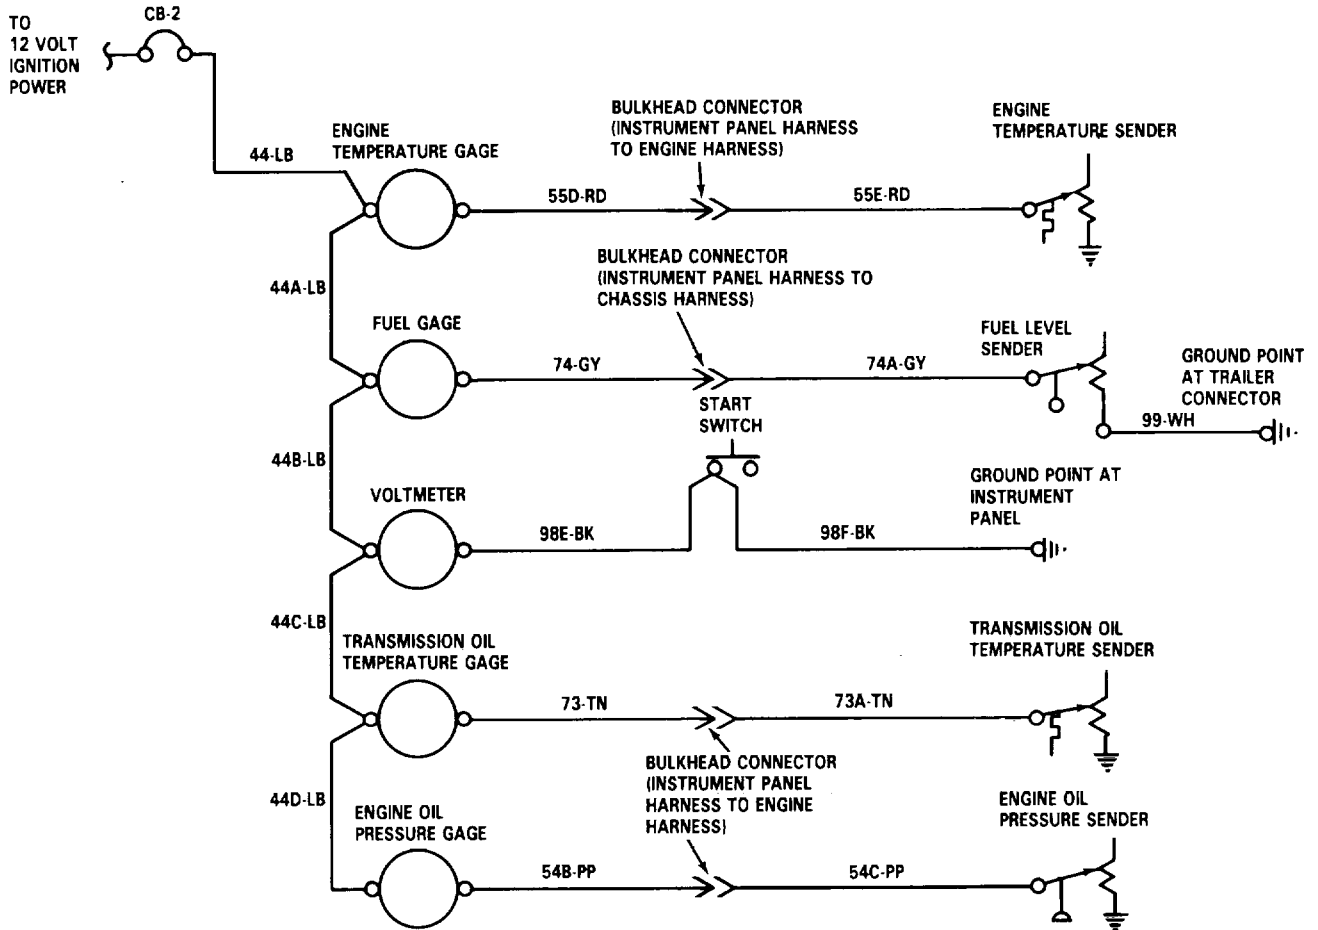 TO
12 VOLT
IGNITION
POWER
CB-2
44-LB
ENGINE
TEMPERATURE GAGE
BULKHEAD CONNECTOR
(INSTRUMENT PANEL HARNESS
TO ENGINE HARNESS)
ENGINE
TEMPERATURE SENDER
55D-RD
55E-RD
44A-LB
BULKHEAD CONNECTOR
(INSTRUMENT PANEL HARNESS TO
CHASSIS HARNESS)
FUEL GAGE
FUEL LEVEL
SENDER
GROUND POINT
AT TRAILER
CONNECTOR
74-GY
74A-GY
99-WH
START
SWITCH
44B-LB
VOLTMETER
GROUND POINT AT
INSTRUMENT
PANEL
98E-BK
98F-BK
44C-LB
TRANSMISSION OIL
TEMPERATURE GAGE
TRANSMISSION OIL
TEMPERATURE SENDER
73-TN
73A-TN
BULKHEAD CONNECTOR
(INSTRUMENT PANEL
HARNESS TO ENGINE
HARNESS)
44D-LB
ENGINE OIL
PRESSURE GAGE
ENGINE OIL
PRESSURE SENDER
54B-PP
54C-PP